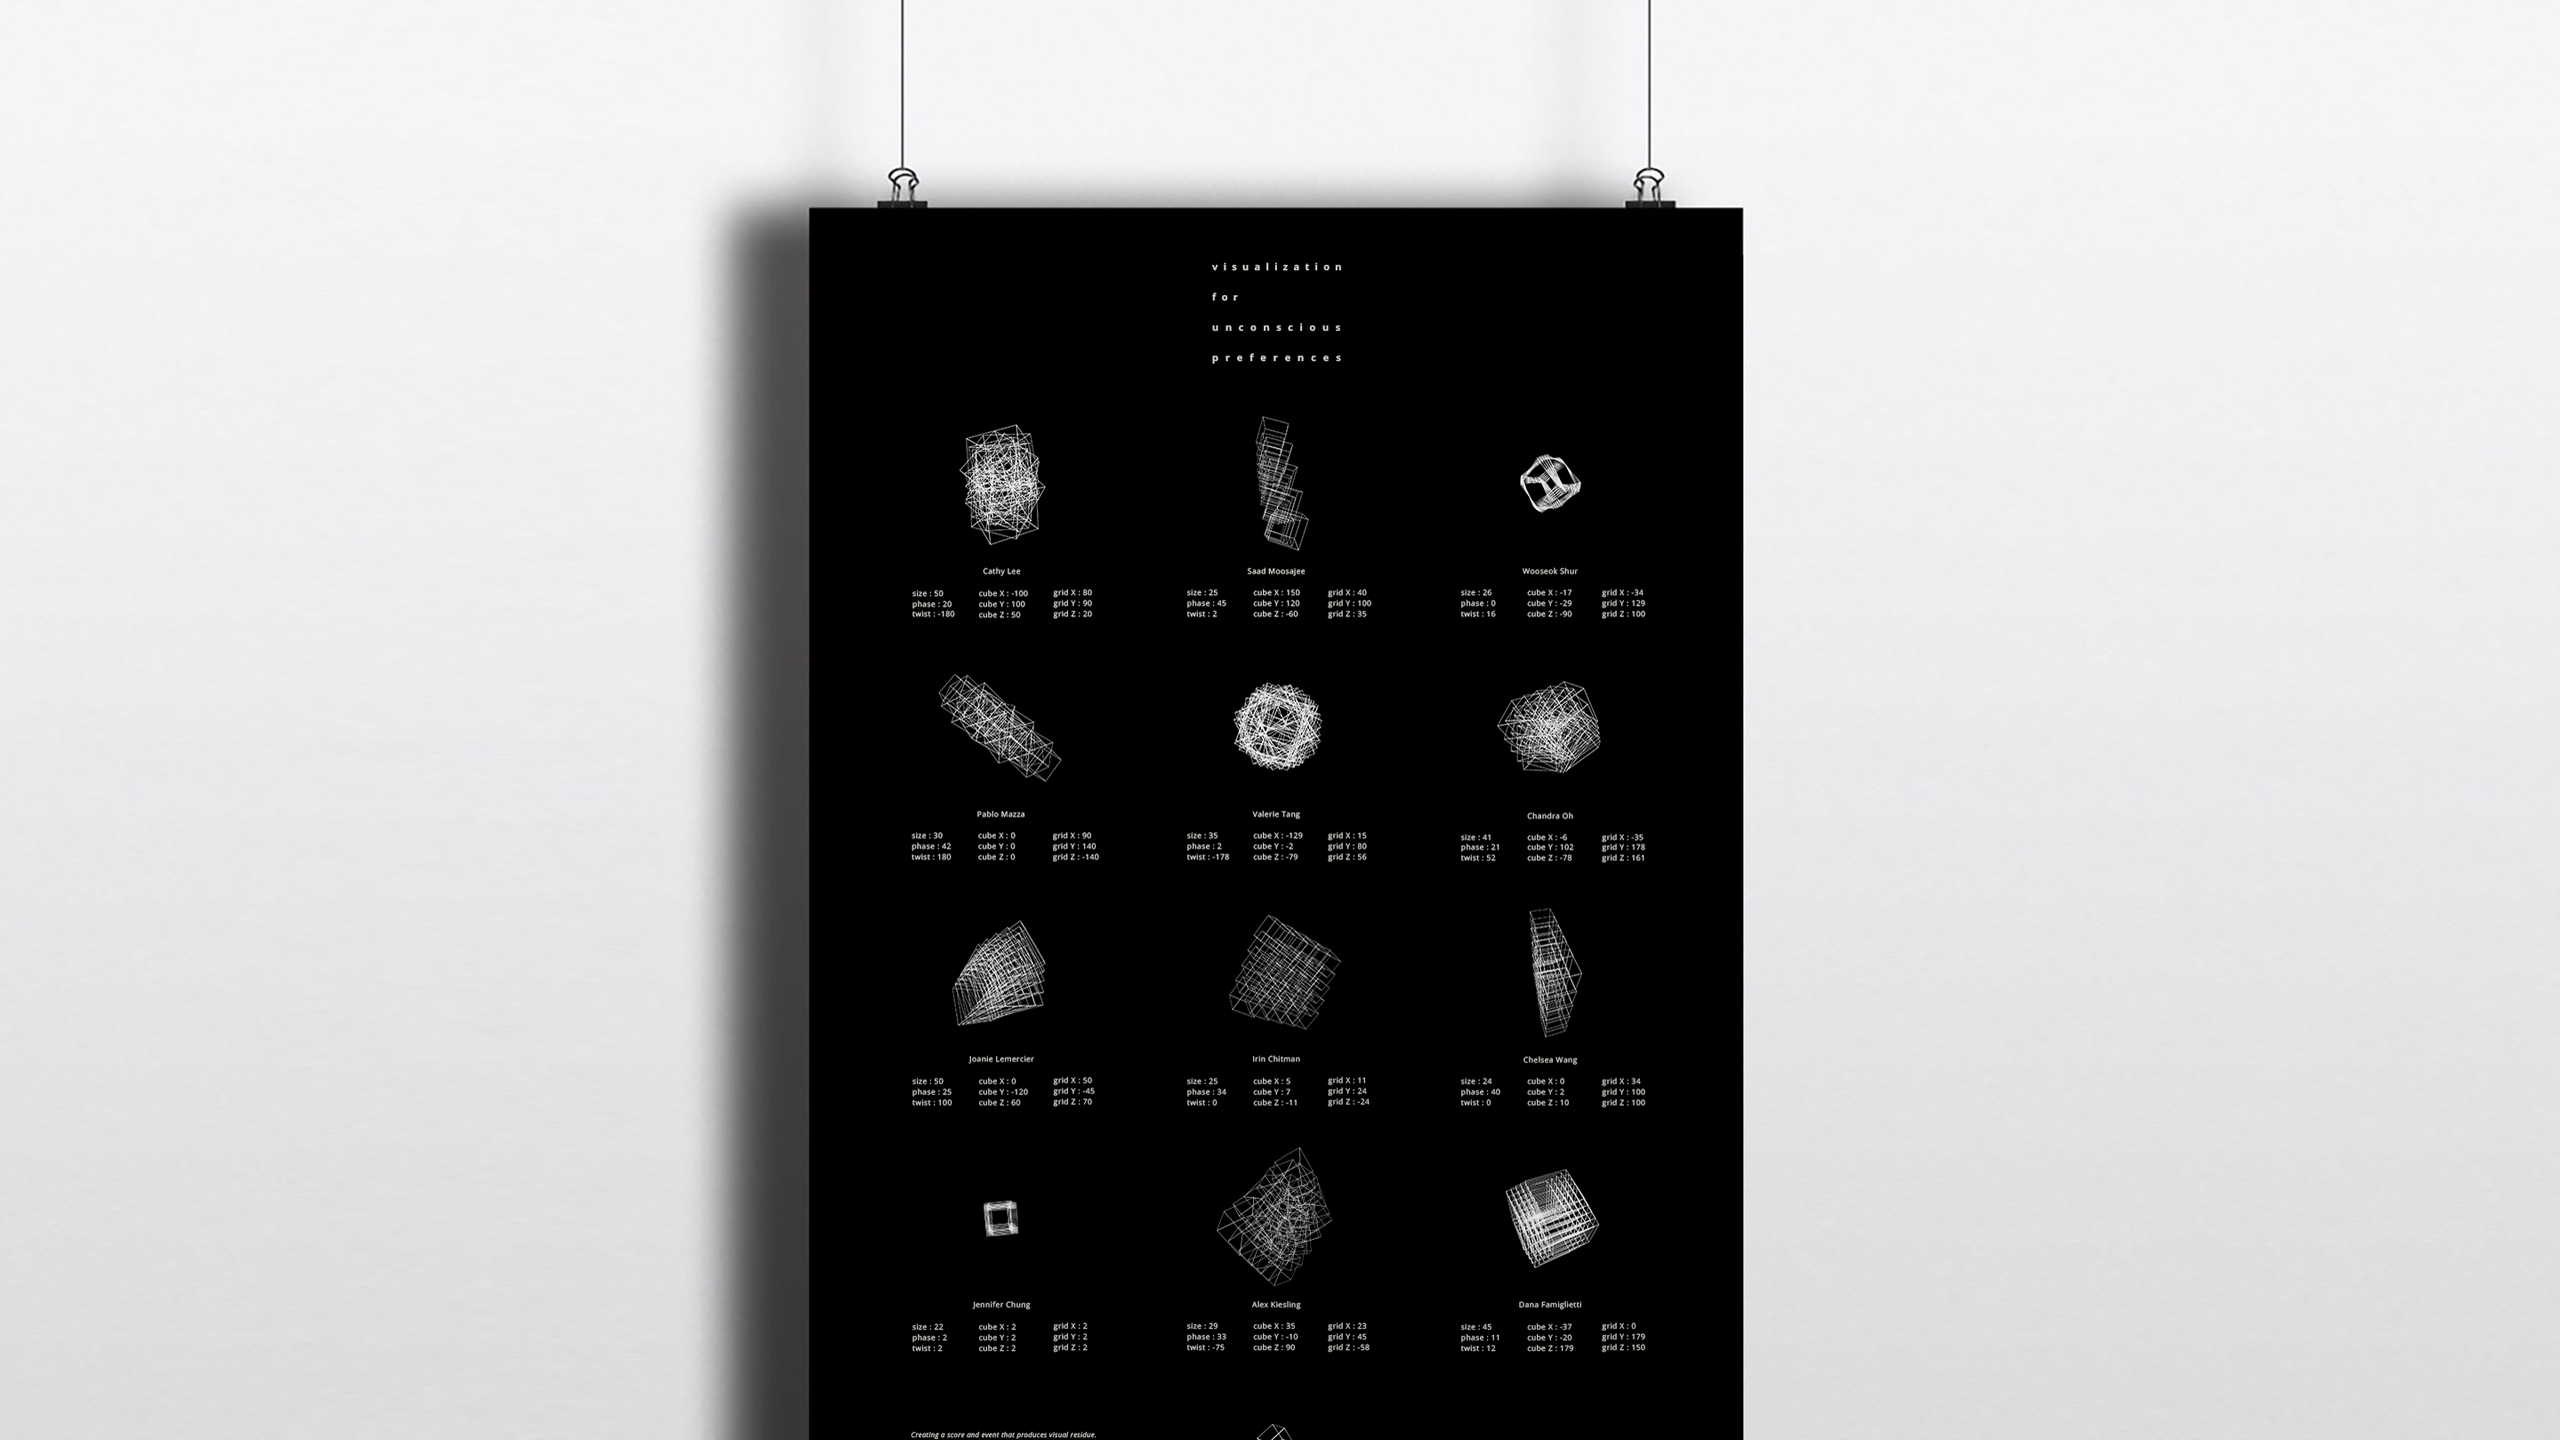 visualization
for
unconscious
preferences
Cathy Lee
size : 50 cube X : -100 grid X : 80
phase : 20 cube Y : 100 grid Y : 90
twist : -180 cube Z : 50 grid Z : 20
Saad Moosajee
size : 25 cube X : 150 grid X : 40
phase : 45 cube Y : 120 grid Y : 100
twist : 2 cube Z : -60 grid Z : 35
Wooseok Shur
size : 26 cube X : -17 grid X : -34
phase : 0 cube Y : -29 grid Y : 129
twist : 16 cube Z : -90 grid Z : 100
Pablo Mazza
size : 30 cube X : 0 grid X : 90
phase : 42 cube Y : 0 grid Y : 140
twist : 180 cube Z : 0 grid Z : -140
Valerie Tang
size : 35 cube X : -129 grid X : 15
phase : 2 cube Y : -2 grid Y : 80
twist : -178 cube Z : -79 grid Z : 56
Chandra Oh
size : 41 cube X : -6 grid X : -35
phase : 21 cube Y : 102 grid Y : 178
twist : 52 cube Z : -78 grid Z : 161
Joanie Lemercier
size : 50 cube X : 0 grid X : 50
phase : 25 cube Y : -120 grid Y : -45
twist : 100 cube Z : 60 grid Z : 70
Irin Chitman
size : 25 cube X : 5 grid X : 11
phase : 34 cube Y : 7 grid Y : 24
twist : 0 cube Z : -11 grid Z : -24
Chelsea Wang
size : 24 cube X : 0 grid X : 34
phase : 40 cube Y : 2 grid Y : 100
twist : 0 cube Z : 10 grid Z : 100
Jennifer Chung
size : 22 cube X : 2 grid X : 2
phase : 2 cube Y : 2 grid Y : 2
twist : 2 cube Z : 2 grid Z : 2
Alex Kiesling
size : 29 cube X : 35 grid X : 23
phase : 33 cube Y : -10 grid Y : 45
twist : -75 cube Z : 90 grid Z : -58
Dana Famiglietti
size : 45 cube X : -37 grid X : 0
phase : 11 cube Y : -20 grid Y : 179
twist : 12 cube Z : 179 grid Z : 150
Creating a score and event that produces visual residue.